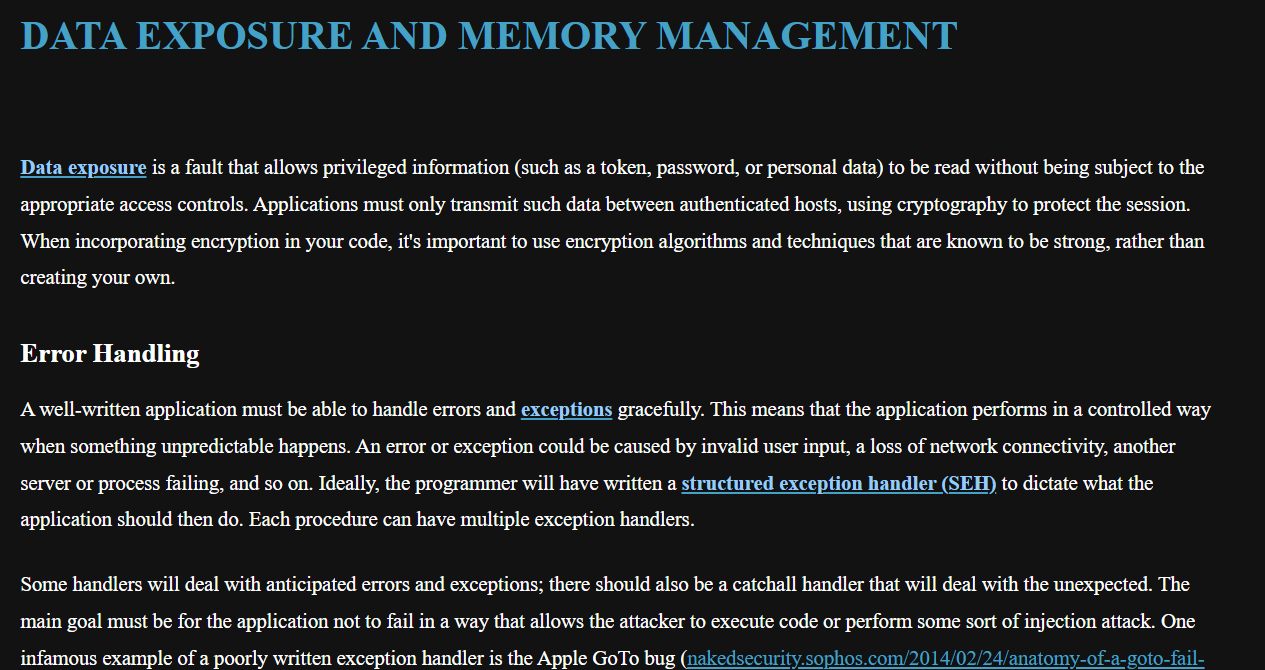 DATA EXPOSURE AND MEMORY MANAGEMENT
Data exposure is a fault that allows privileged information (such as a token, password, or personal data) to be read without being subject to the
appropriate access controls. Applications must only transmit such data between authenticated hosts, using cryptography to protect the session.
When incorporating encryption in your code, it's important to use encryption algorithms and techniques that are known to be strong, rather than
creating your own.
Error Handling
A well-written application must be able to handle errors and exceptions gracefully. This means that the application performs in a controlled way
when something unpredictable happens. An error or exception could be caused by invalid user input, a loss of network connectivity, another
server or process failing, and so on. Ideally, the programmer will have written a structured exception handler (SEH) to dictate what the
application should then do. Each procedure can have multiple exception handlers.
Some handlers will deal with anticipated errors and exceptions; there should also be a catchall handler that will deal with the unexpected. The
main goal must be for the application not to fail in a way that allows the attacker to execute code or perform some sort of injection attack. One
infamous example of a poorly written exception handler is the Apple GoTo bug (nakedsecurity.sophos.com/2014/02/24/anatomy-of-a-goto-fail-